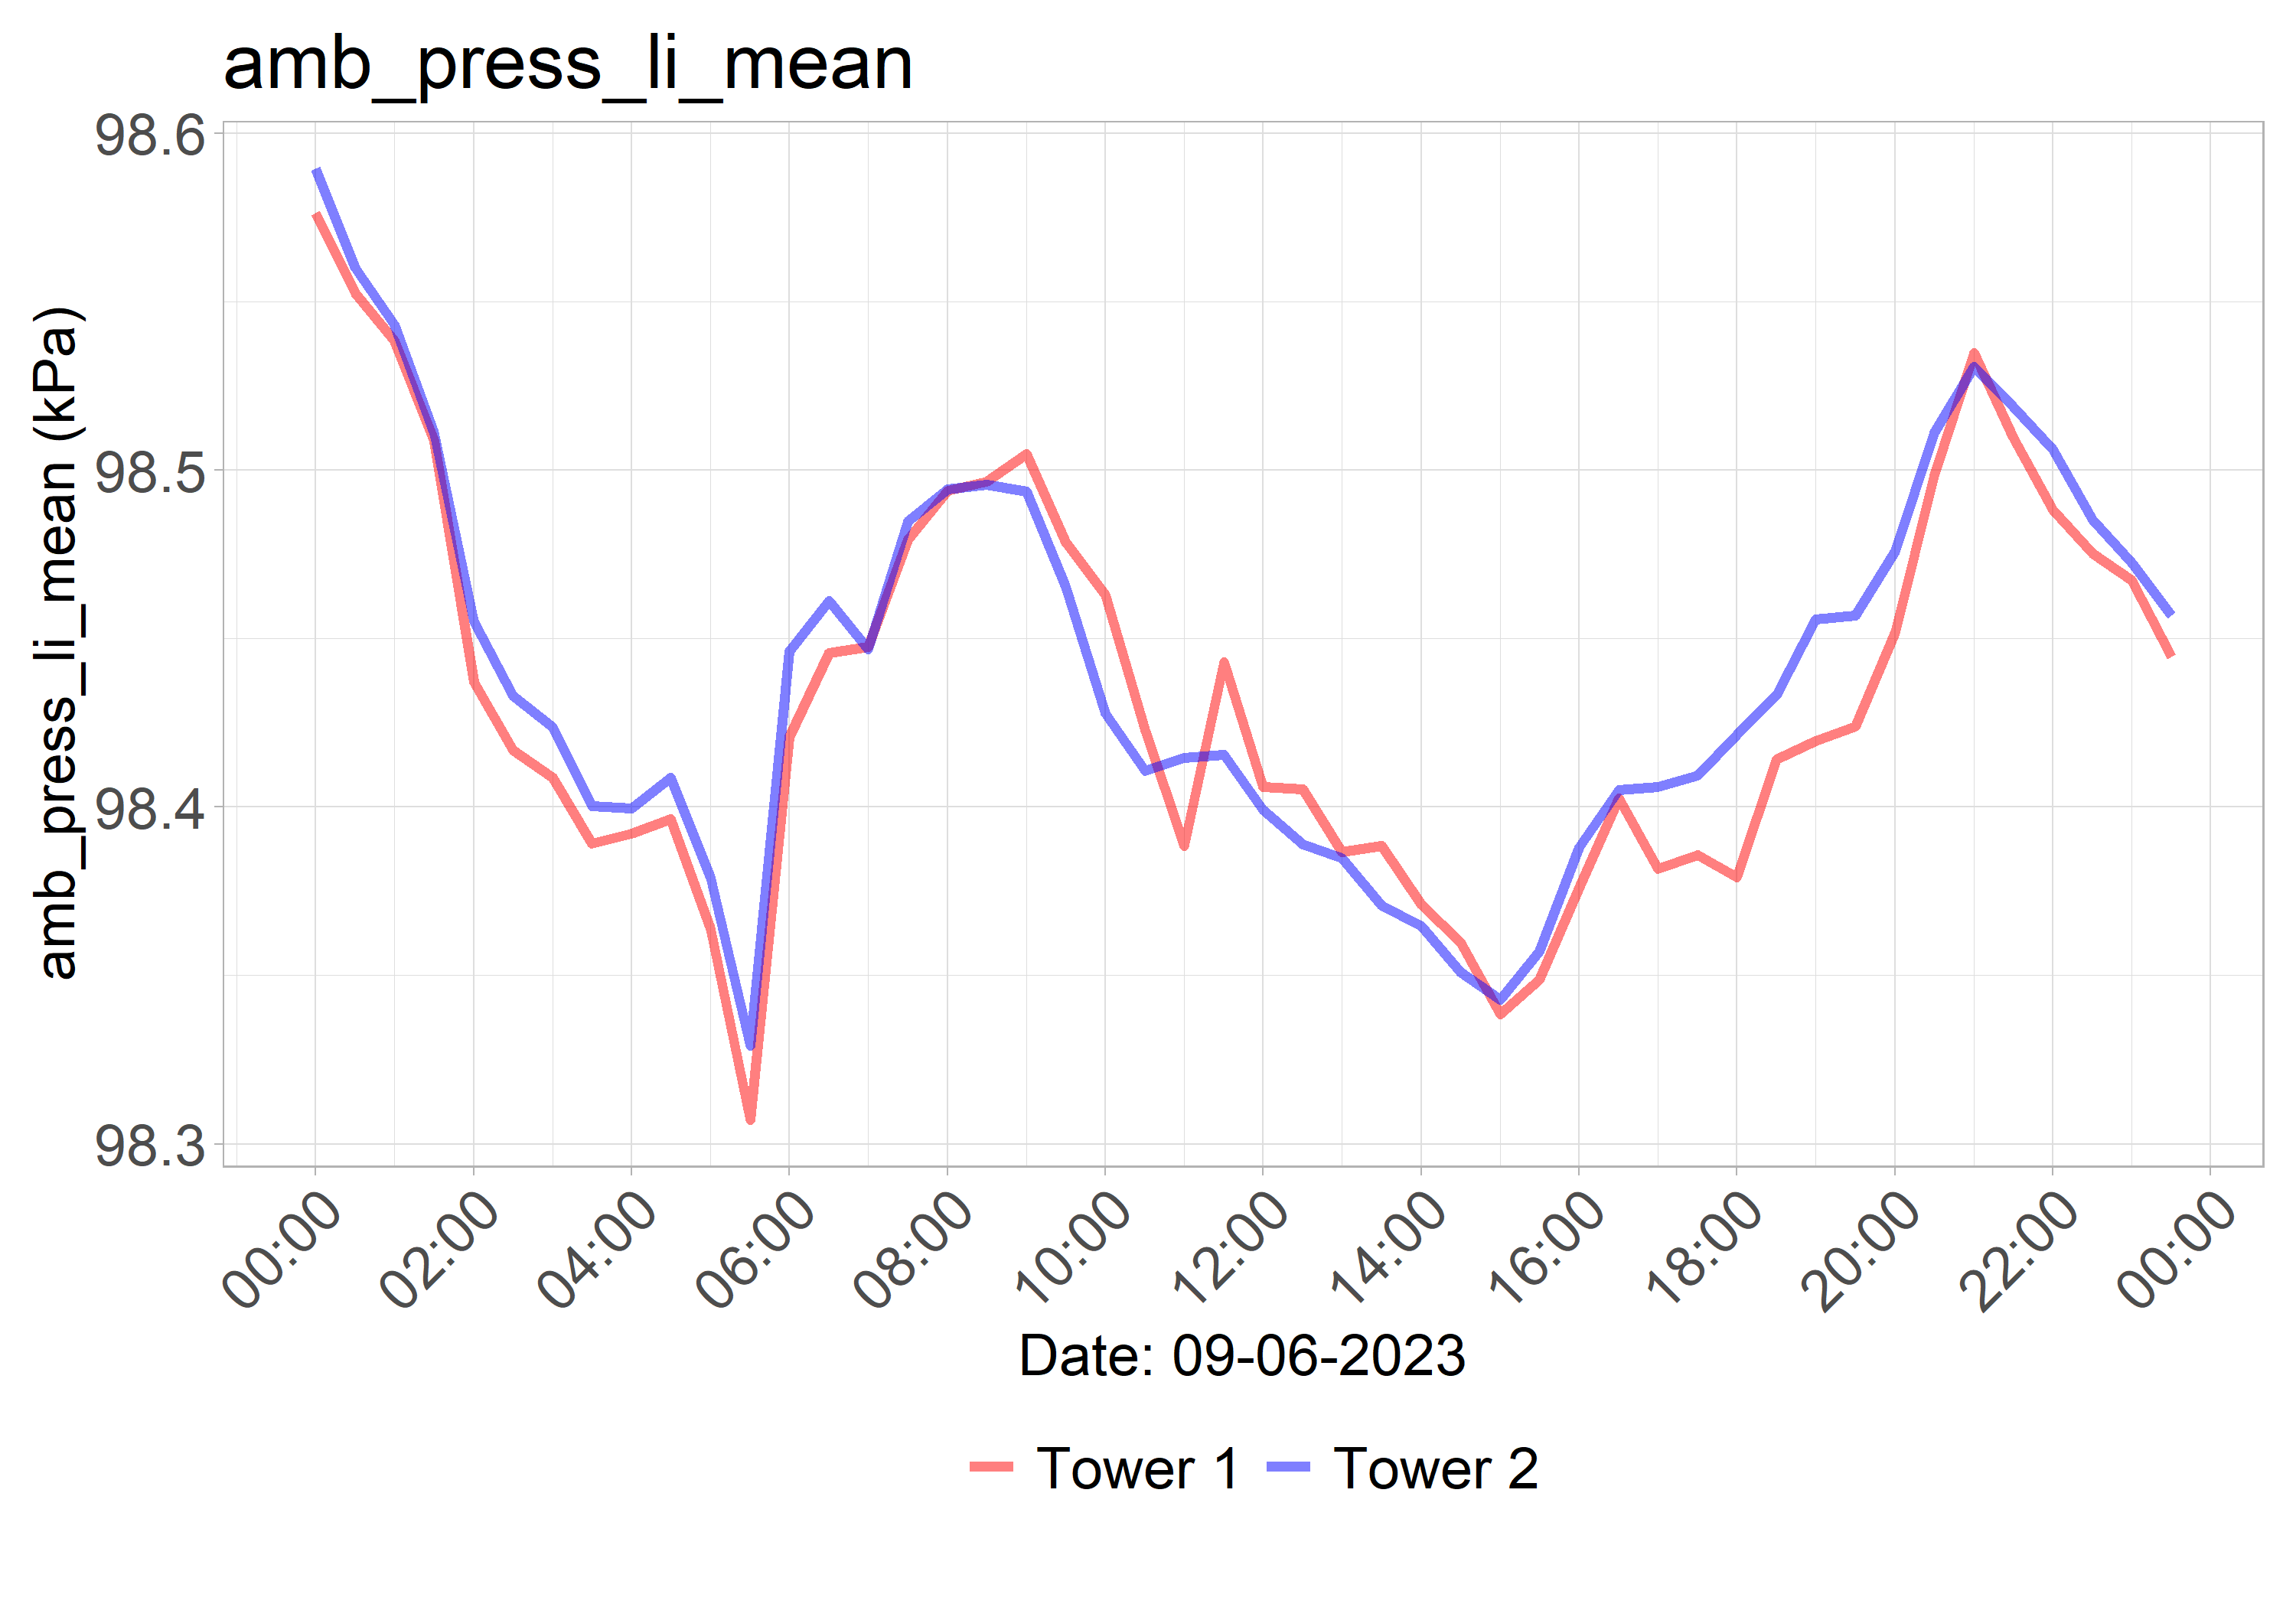 amb_press_li_mean
amb_press_li_mean (kPa)
98.6
98.5
98.4
98.3
00:00 02:00 04:00 06:00 08:00 10:00 12:00 14:00 16:00 18:00 20:00 22:00 00:00
Date: 09-06-2023
Tower 1 Tower 2